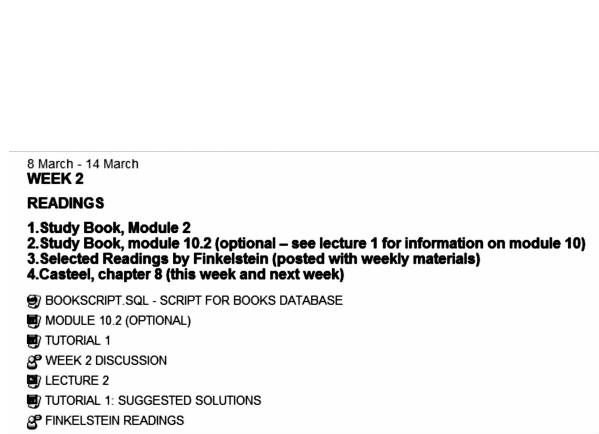 8 March - 14 March
WEEK 2
READINGS
1.Study Book, Module 2
2.Study Book, module 10.2 (optional – see lecture 1 for information on module 10)
3.Selected Readings by Finkelstein (posted with weekly materials)
4.Casteel, chapter 8 (this week and next week)
BOOKSCRIPT.SQL - SCRIPT FOR BOOKS DATABASE
MODULE 10.2 (OPTIONAL)
TUTORIAL 1
WEEK 2 DISCUSSION
LECTURE 2
TUTORIAL 1: SUGGESTED SOLUTIONS
FINKELSTEIN READINGS